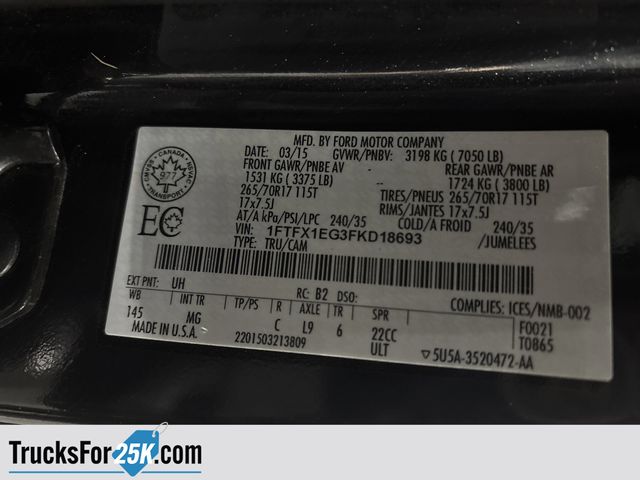 MFD. BY FORD MOTOR COMPANY
DATE: 03/15 GVWR/PNBV: 3198 KG ( 7050 LB)
FRONT GAWR/PNBE AV REAR GAWR/PNBE AR
1531 KG ( 3375 LB) 1724 KG ( 3800 LB)
265/70R17 115T TIRES/PNEUS 265/70R17 115T
17x7.5J RIMS/JANTES 17x7.5J
AT/A kPa/PSI/LPC 240/35 COLD/A FROID 240/35
VIN: 1FTFX1EG3FKD18693 /JUMELEES
TYPE: TRU/CAM
CANADA
977
TRANSPORT
EC
EXT PNT: UH RC: B2 DSO: COMPLIES: ICES/NMB-002
WB INT TR TP/PS R AXLE TR SPR F0021
145 MG C L9 6 22CC T0865
MADE IN U.S.A. 2201503213809 ULT 5U5A-3520472-AA
TrucksFor25K.com